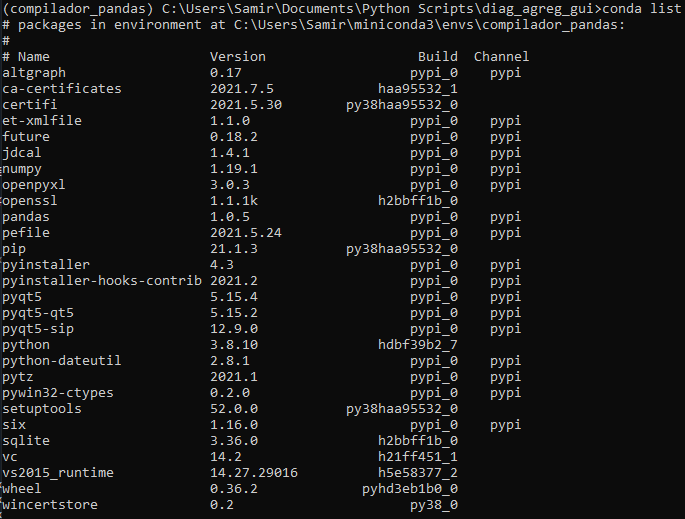 (compilador_pandas) C:\Users\Samir\Documents\Python Scripts\diag_agreg_gui>conda list
# packages in environment at C:\Users\Samir\miniconda3\envs\compilador_pandas:
#
# Name                    Version                   Build  Channel
altgraph                  0.17                     pypi_0    pypi
ca-certificates           2021.7.5             haa95532_1
certifi                   2021.5.30        py38haa95532_0
et-xmlfile                1.1.0                    pypi_0    pypi
future                    0.18.2                   pypi_0    pypi
jdcal                     1.4.1                    pypi_0    pypi
numpy                     1.19.1                   pypi_0    pypi
openpyxl                  3.0.3                    pypi_0    pypi
openssl                   1.1.1k               h2bbff1b_0
pandas                    1.0.5                    pypi_0    pypi
pefile                    2021.5.24                pypi_0    pypi
pip                       21.1.3           py38haa95532_0
pyinstaller               4.3                      pypi_0    pypi
pyinstaller-hooks-contrib 2021.2                   pypi_0    pypi
pyqt5                     5.15.4                   pypi_0    pypi
pyqt5-qt5                 5.15.2                   pypi_0    pypi
pyqt5-sip                 12.9.0                   pypi_0    pypi
python                    3.8.10               hdbf39b2_7
python-dateutil           2.8.1                    pypi_0    pypi
pytz                      2021.1                   pypi_0    pypi
pywin32-ctypes            0.2.0                    pypi_0    pypi
setuptools                52.0.0           py38haa95532_0
six                       1.16.0                   pypi_0    pypi
sqlite                    3.36.0               h2bbff1b_0
vc                        14.2                 h21ff451_1
vs2015_runtime            14.27.29016          h5e58377_2
wheel                     0.36.2             pyhd3eb1b0_0
wincertstore              0.2                      py38_0